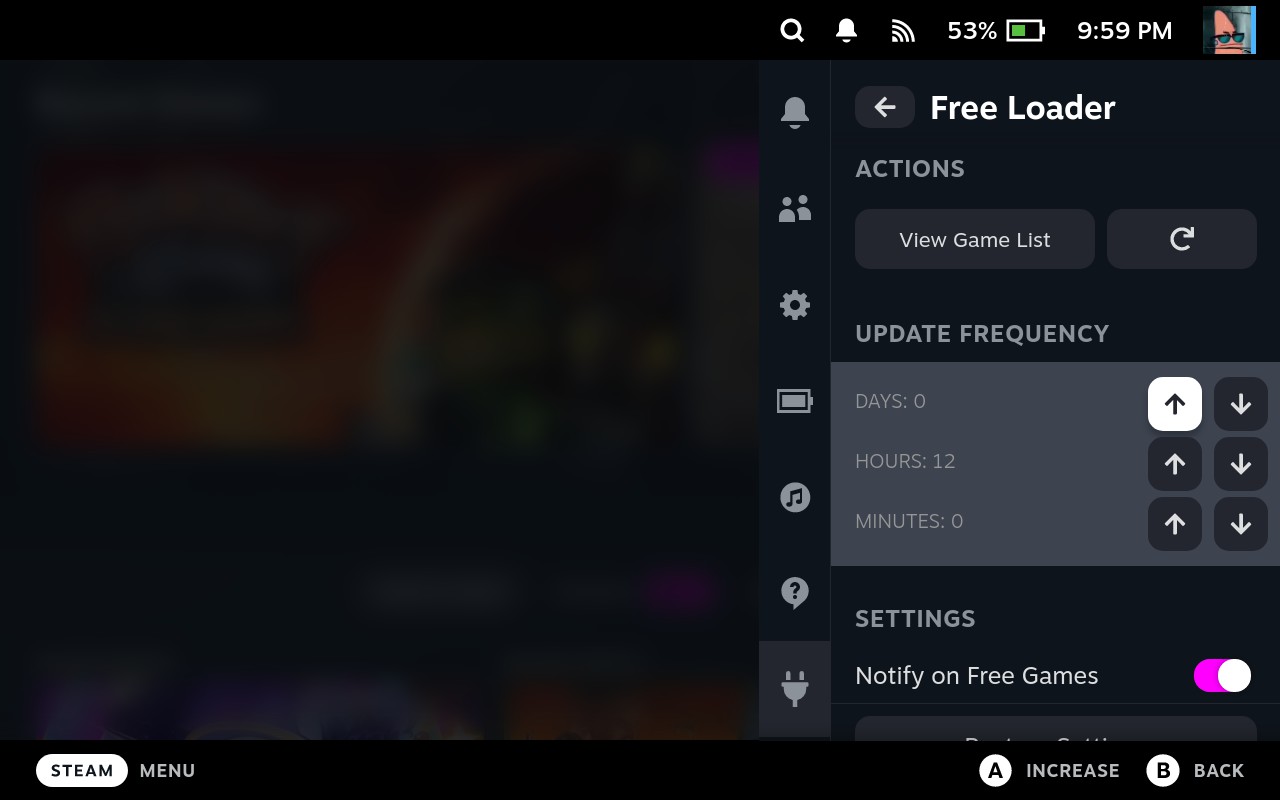 53%
9:59 PM
Free Loader
ACTIONS
View Game List
UPDATE FREQUENCY
DAYS: 0
HOURS: 12
MINUTES: 0
SETTINGS
Notify on Free Games
STEAM MENU
A INCREASE B BACK